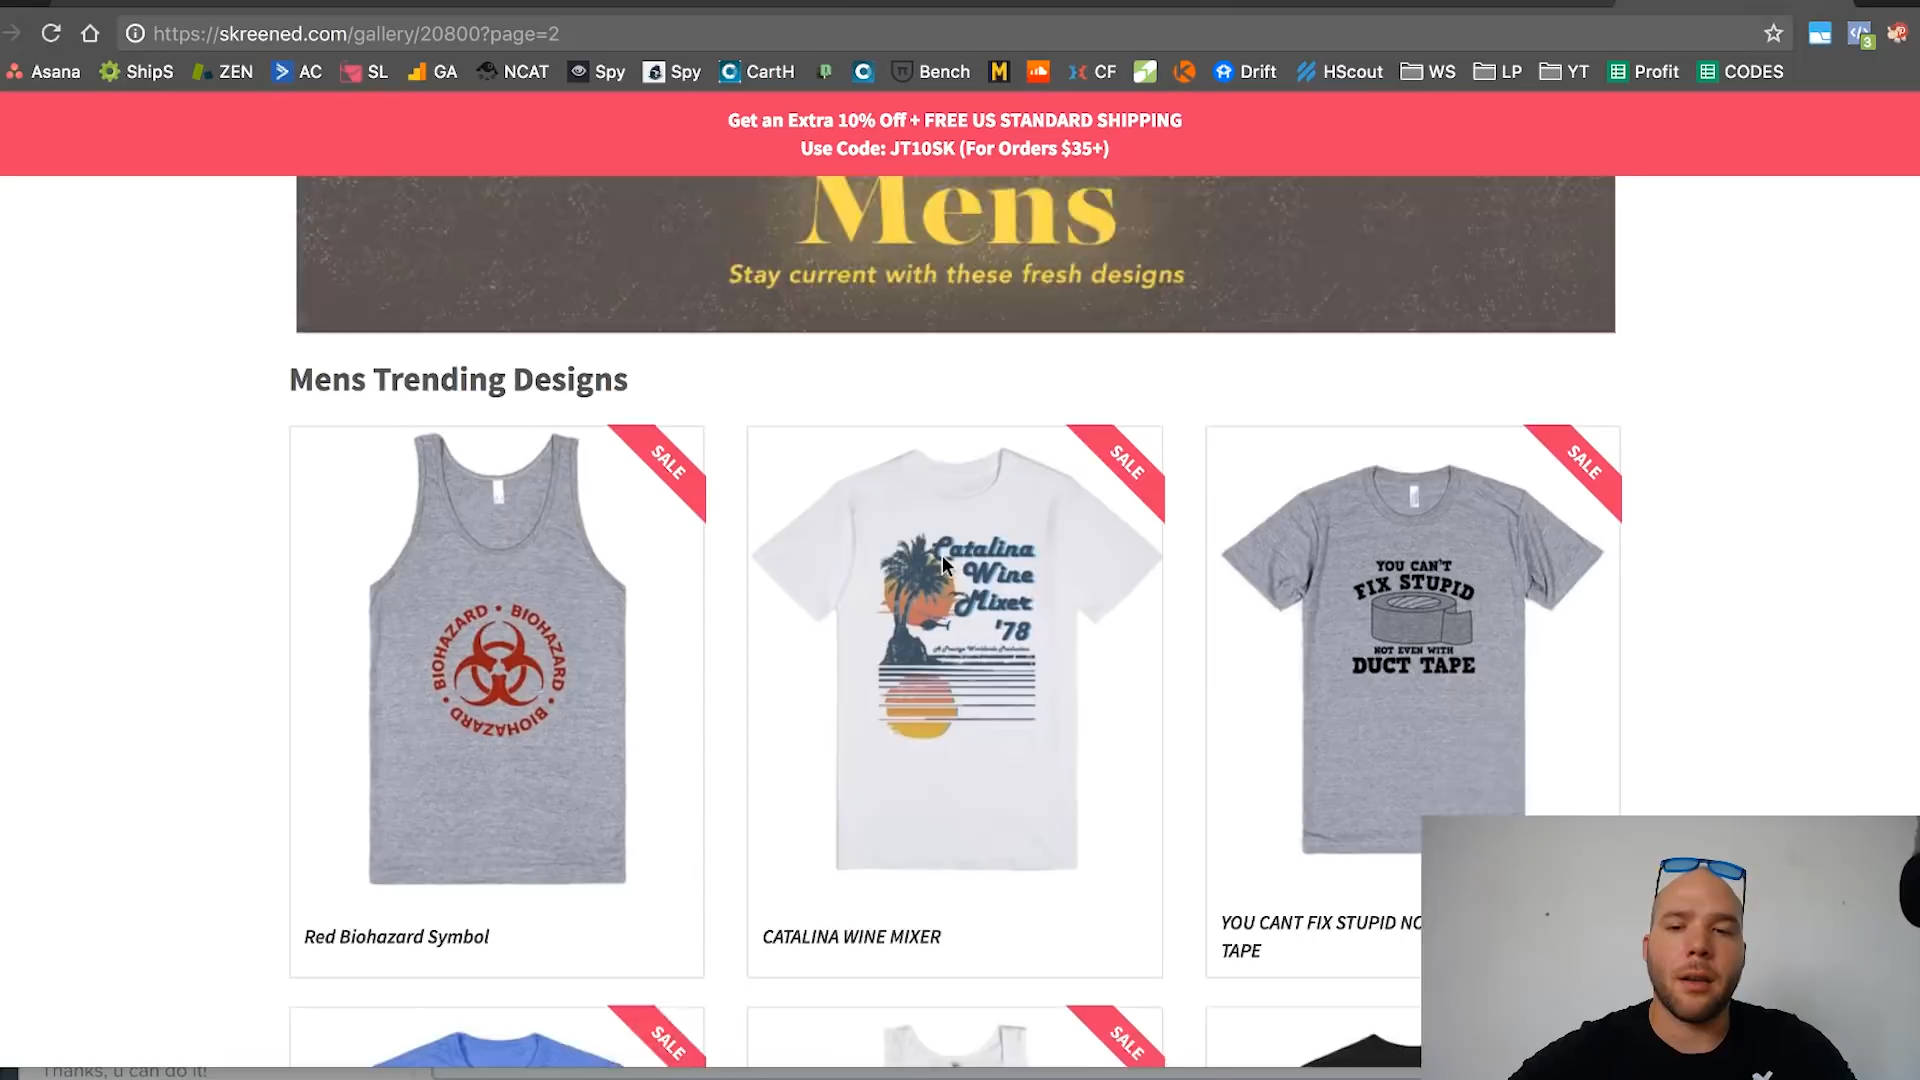 https://skreened.com/gallery/20800?page=2
3
Asana ShipS ZEN AC SL GA NCAT Spy Spy CartH Bench M CF Drift HScout WS LP YT Profit CODES
Get an Extra 10% Off + FREE US STANDARD SHIPPING
Use Code: JT10SK (For Orders $35+)
Mens
Stay current with these fresh designs
Mens Trending Designs
SALE
BIOHAZARD • BIOHAZARD • BIOHAZARD •
Red Biohazard Symbol
SALE
Catalina
Wine
Mixer
'78
A Prestige Worldwide Production
CATALINA WINE MIXER
SALE
YOU CAN'T
FIX STUPID
NOT EVEN WITH
DUCT TAPE
YOU CANT FIX STUPID NO
TAPE
SALE
SALE
Thanks, u can do it!